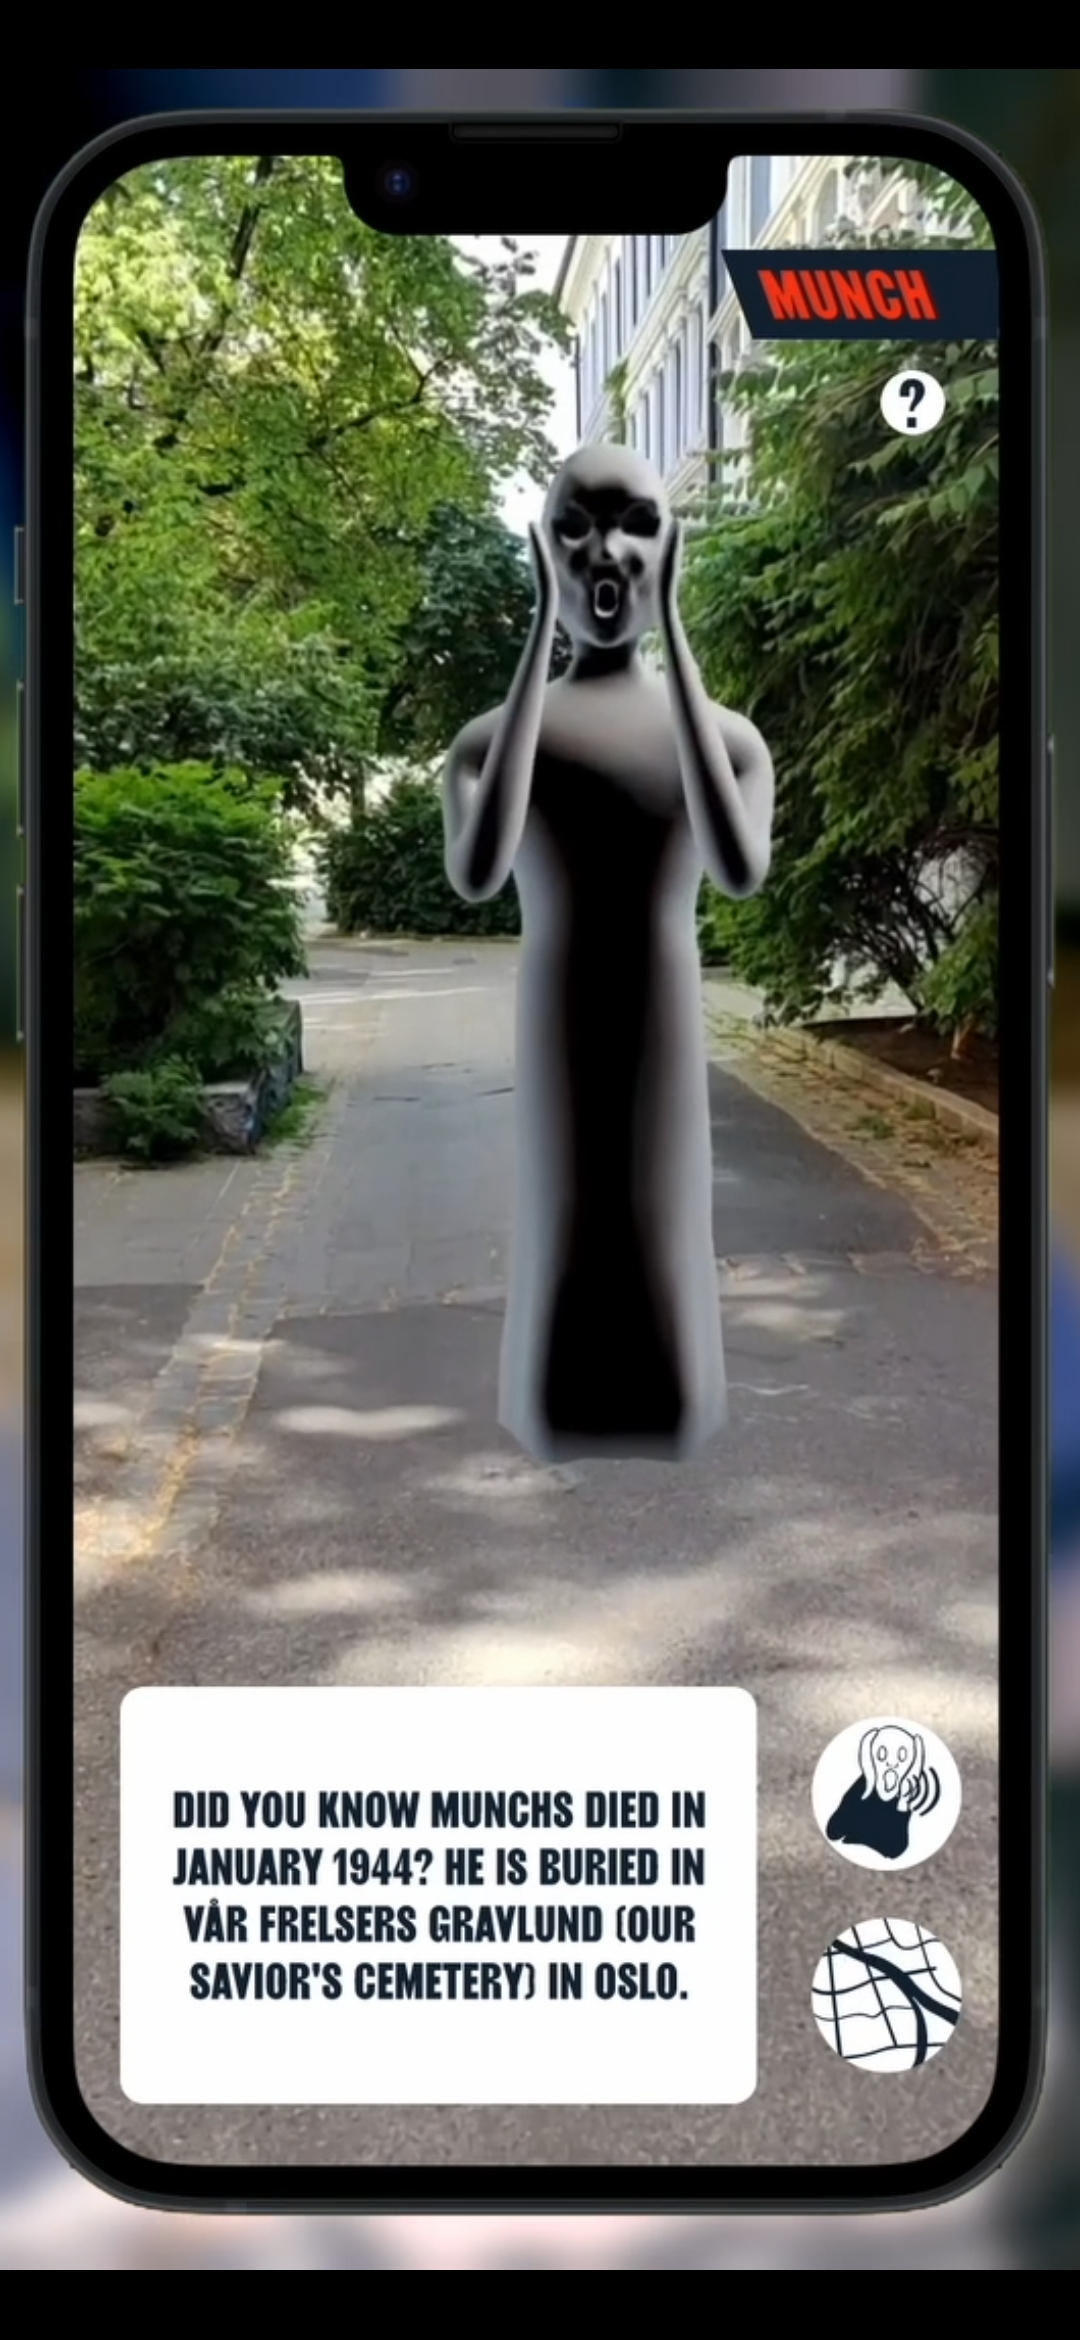 MUNCH
?
DID YOU KNOW MUNCHS DIED IN
JANUARY 1944? HE IS BURIED IN
VÅR FRELSERS GRAVLUND (OUR
SAVIOR'S CEMETERY) IN OSLO.